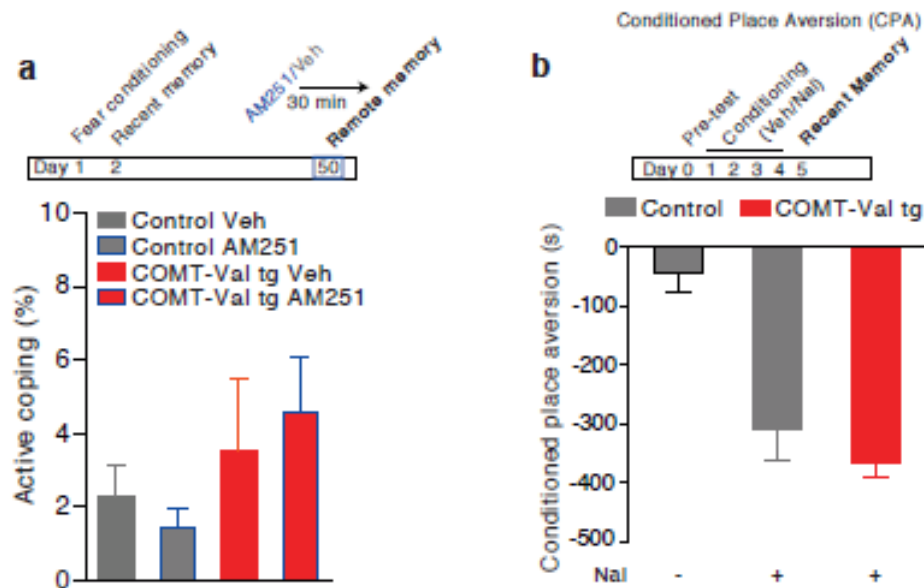 a
Fear conditioning
Recent memory
AM251/Veh
30 min
Remote memory
Day 1 2 50
Control Veh
Control AM251
COMT-Val tg Veh
COMT-Val tg AM251
Active coping (%)
10
8
6
4
2
0
Conditioned Place Aversion (CPA)
b
Pre-test
Conditioning
(Veh/Nal)
Recent Memory
Day 0 1 2 3 4 5
Control COMT-Val tg
Conditioned place aversion (s)
0
-100
-200
-300
-400
-500
Nal - + +